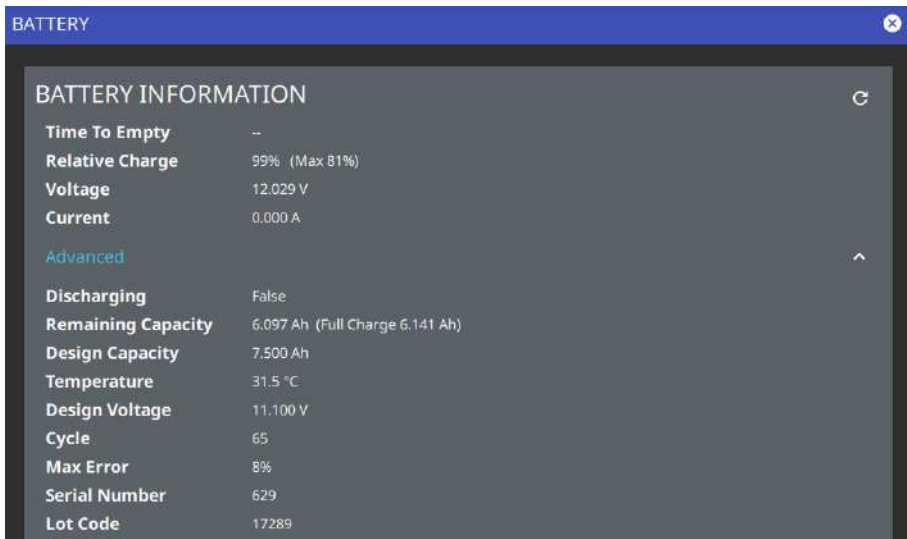 BATTERY
BATTERY INFORMATION
Time To Empty --
Relative Charge 99% (Max 81%)
Voltage 12.029 V
Current 0.000 A
Advanced
Discharging False
Remaining Capacity 6.097 Ah (Full Charge 6.141 Ah)
Design Capacity 7.500 Ah
Temperature 31.5 °C
Design Voltage 11.100 V
Cycle 65
Max Error 8%
Serial Number 629
Lot Code 17289